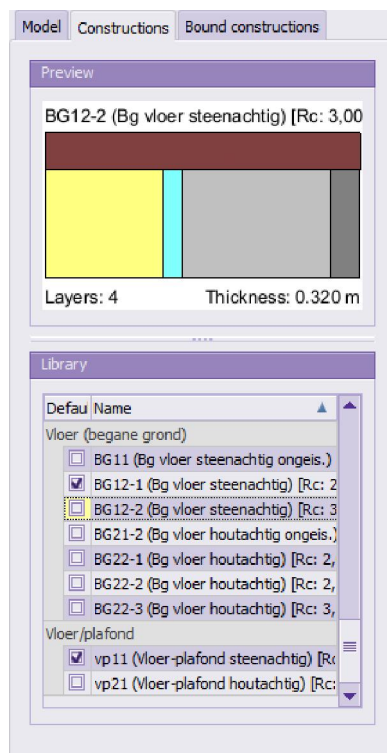 Model Constructions Bound constructions
Preview
BG12-2 (Bg vloer steenachtig) [Rc: 3,00
Layers: 4 Thickness: 0.320 m
Library
Defau Name
Vloer (begane grond)
BG11 (Bg vloer steenachtig ongeis.)
BG12-1 (Bg vloer steenachtig) [Rc: 2
BG12-2 (Bg vloer steenachtig) [Rc: 3
BG21-2 (Bg vloer houtachtig ongeis.)
BG22-1 (Bg vloer houtachtig) [Rc: 2,
BG22-2 (Bg vloer houtachtig) [Rc: 2,
BG22-3 (Bg vloer houtachtig) [Rc: 3,
Vloer/plafond
vp11 (Vloer-plafond steenachtig) [Rc
vp21 (Vloer-plafond houtachtig) [Rc: